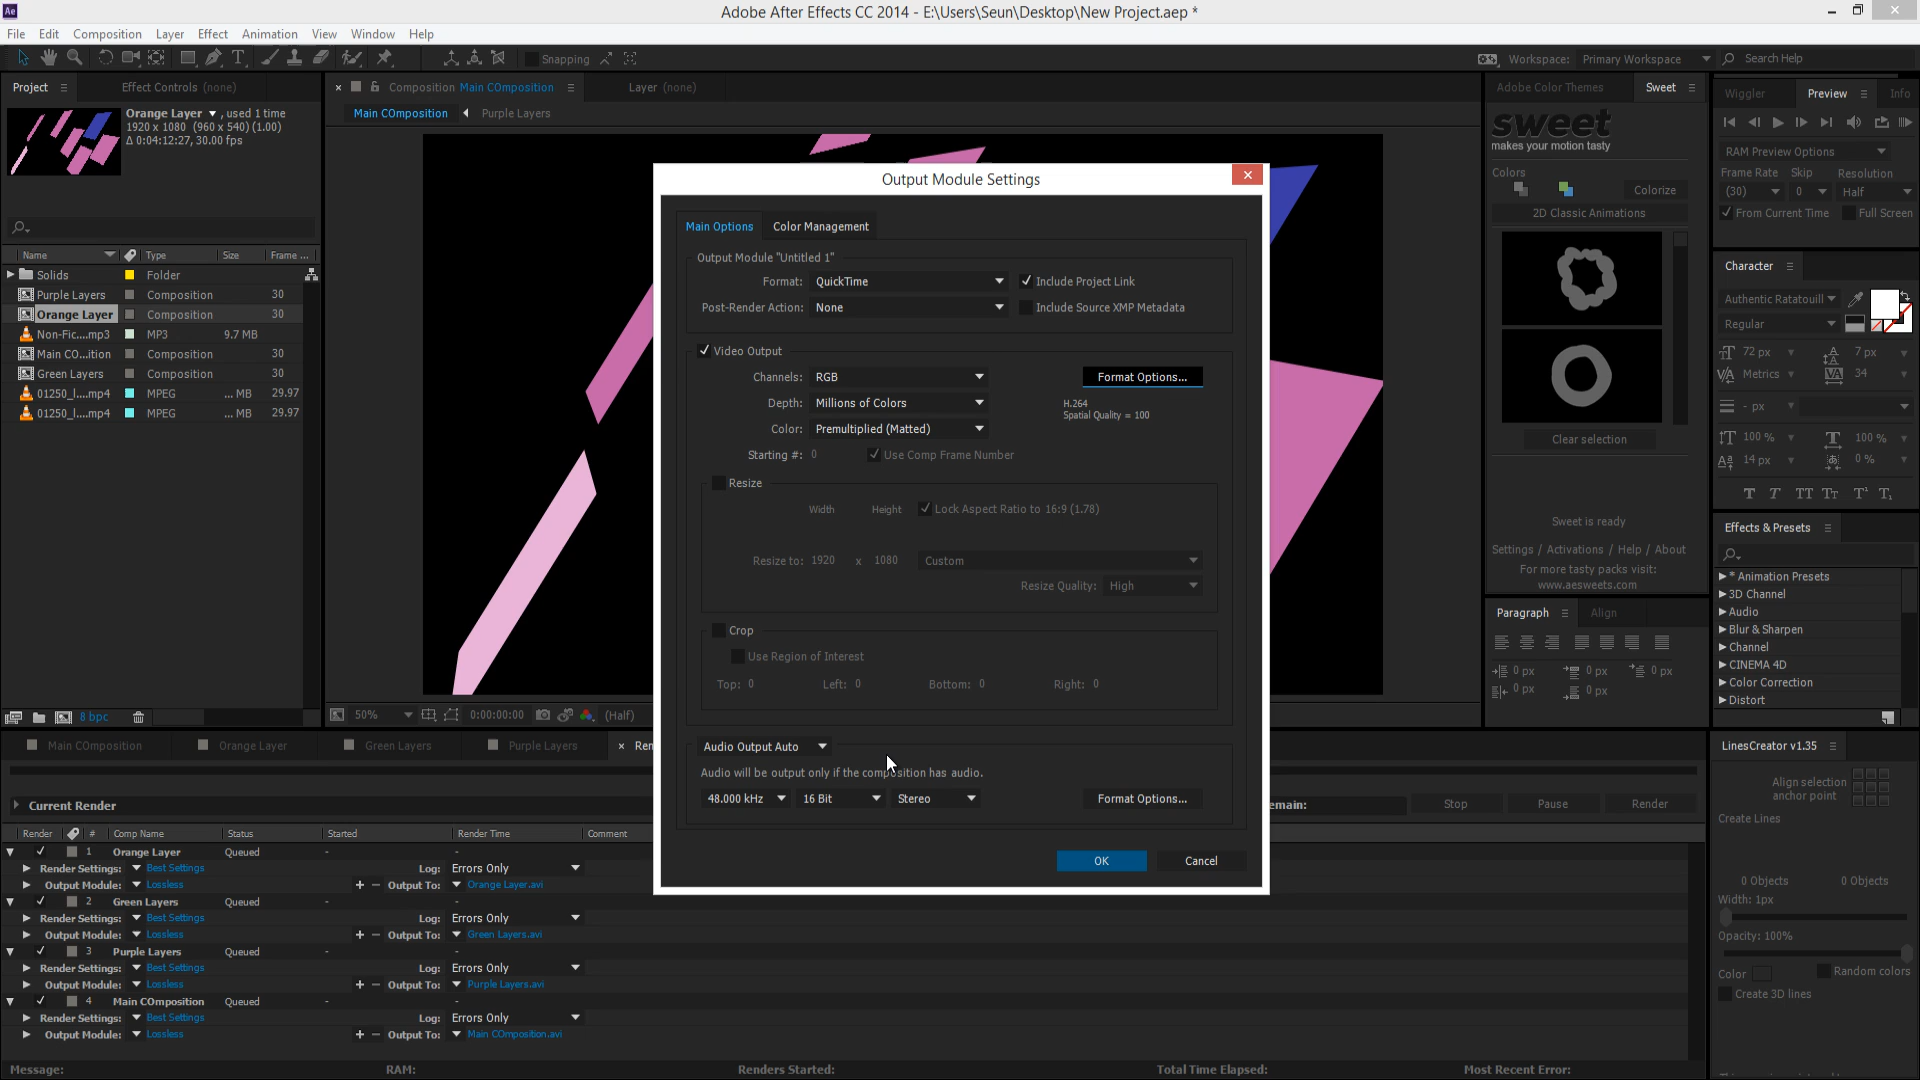 Adobe After Effects CC 2014 - E:\Users\Seun\Desktop\New Project.aep *
File Edit Composition Layer Effect Animation View Window Help
Snapping
Workspace: Primary Workspace Search Help
Project Effect Controls (none)
Orange Layer , used 1 time
1920 x 1080 (960 x 540) (1.00)
Δ 0:04:12:27, 30.00 fps
Name Type Size Frame ...
Solids Folder
Purple Layers Composition 30
Orange Layer Composition 30
Non-Fic....mp3 MP3 9.7 MB
Main CO...ition Composition 30
Green Layers Composition 30
01250_l....mp4 MPEG ... MB 29.97
01250_l....mp4 MPEG ... MB 29.97
8 bpc
Composition Main COmposition Layer (none)
Main COmposition Purple Layers
50% 0:00:00:00 (Half)
Output Module Settings
Main Options Color Management
Output Module "Untitled 1"
Format: QuickTime Include Project Link
Post-Render Action: None Include Source XMP Metadata
Video Output
Channels: RGB Format Options...
Depth: Millions of Colors
H.264
Spatial Quality = 100
Color: Premultiplied (Matted)
Starting #: 0 Use Comp Frame Number
Resize
Width Height Lock Aspect Ratio to 16:9 (1.78)
Resize to: 1920 x 1080 Custom
Resize Quality: High
Crop
Use Region of Interest
Top: 0 Left: 0 Bottom: 0 Right: 0
Audio Output Auto
Audio will be output only if the composition has audio.
48.000 kHz 16 Bit Stereo Format Options...
OK Cancel
Adobe Color Themes Sweet
sweet
makes your motion tasty
Colors
Colorize
2D Classic Animations
Clear selection
Sweet is ready
Settings / Activations / Help / About
For more tasty packs visit:
www.aesweets.com
Paragraph Align
0 px 0 px 0 px
0 px 0 px
Wiggler Preview Info
RAM Preview Options
Frame Rate Skip Resolution
(30) 0 Half
From Current Time Full Screen
Character
Authentic Ratatouill
Regular
72 px 7 px
Metrics 34
- px
100 % 100 %
14 px 0 %
Effects & Presets
* Animation Presets
3D Channel
Audio
Blur & Sharpen
Channel
CINEMA 4D
Color Correction
Distort
LinesCreator v1.35
Align selection
anchor point
Create Lines
0 Objects 0 Objects
Width: 1px
Opacity: 100%
Color Random colors
Create 3D lines
Main COmposition Orange Layer Green Layers Purple Layers Ren
Current Render emain: Stop Pause Render
Render # Comp Name Status Started Render Time Comment
1 Orange Layer Queued - -
Render Settings: Best Settings Log: Errors Only
Output Module: Lossless Output To: Orange Layer.avi
2 Green Layers Queued - -
Render Settings: Best Settings Log: Errors Only
Output Module: Lossless Output To: Green Layers.avi
3 Purple Layers Queued - -
Render Settings: Best Settings Log: Errors Only
Output Module: Lossless Output To: Purple Layers.avi
4 Main COmposition Queued - -
Render Settings: Best Settings Log: Errors Only
Output Module: Lossless Output To: Main COmposition.avi
Message: RAM: Renders Started: Total Time Elapsed: Most Recent Error: